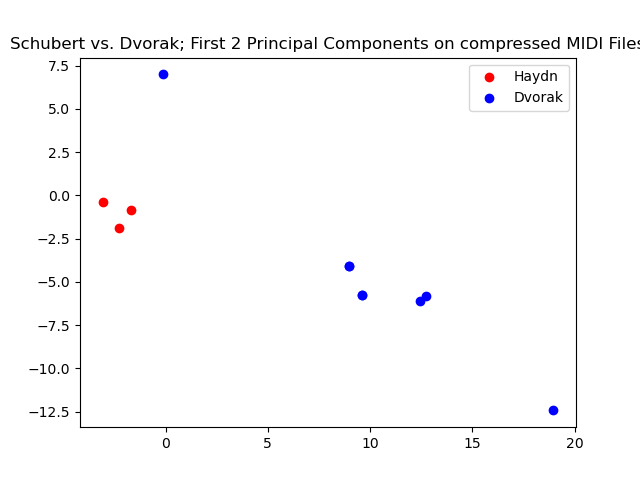 Schubert vs. Dvorak; First 2 Principal Components on compressed MIDI Files
7.5
5.0
2.5
0.0
−2.5
−5.0
−7.5
−10.0
−12.5
0 5 10 15 20
Haydn
Dvorak